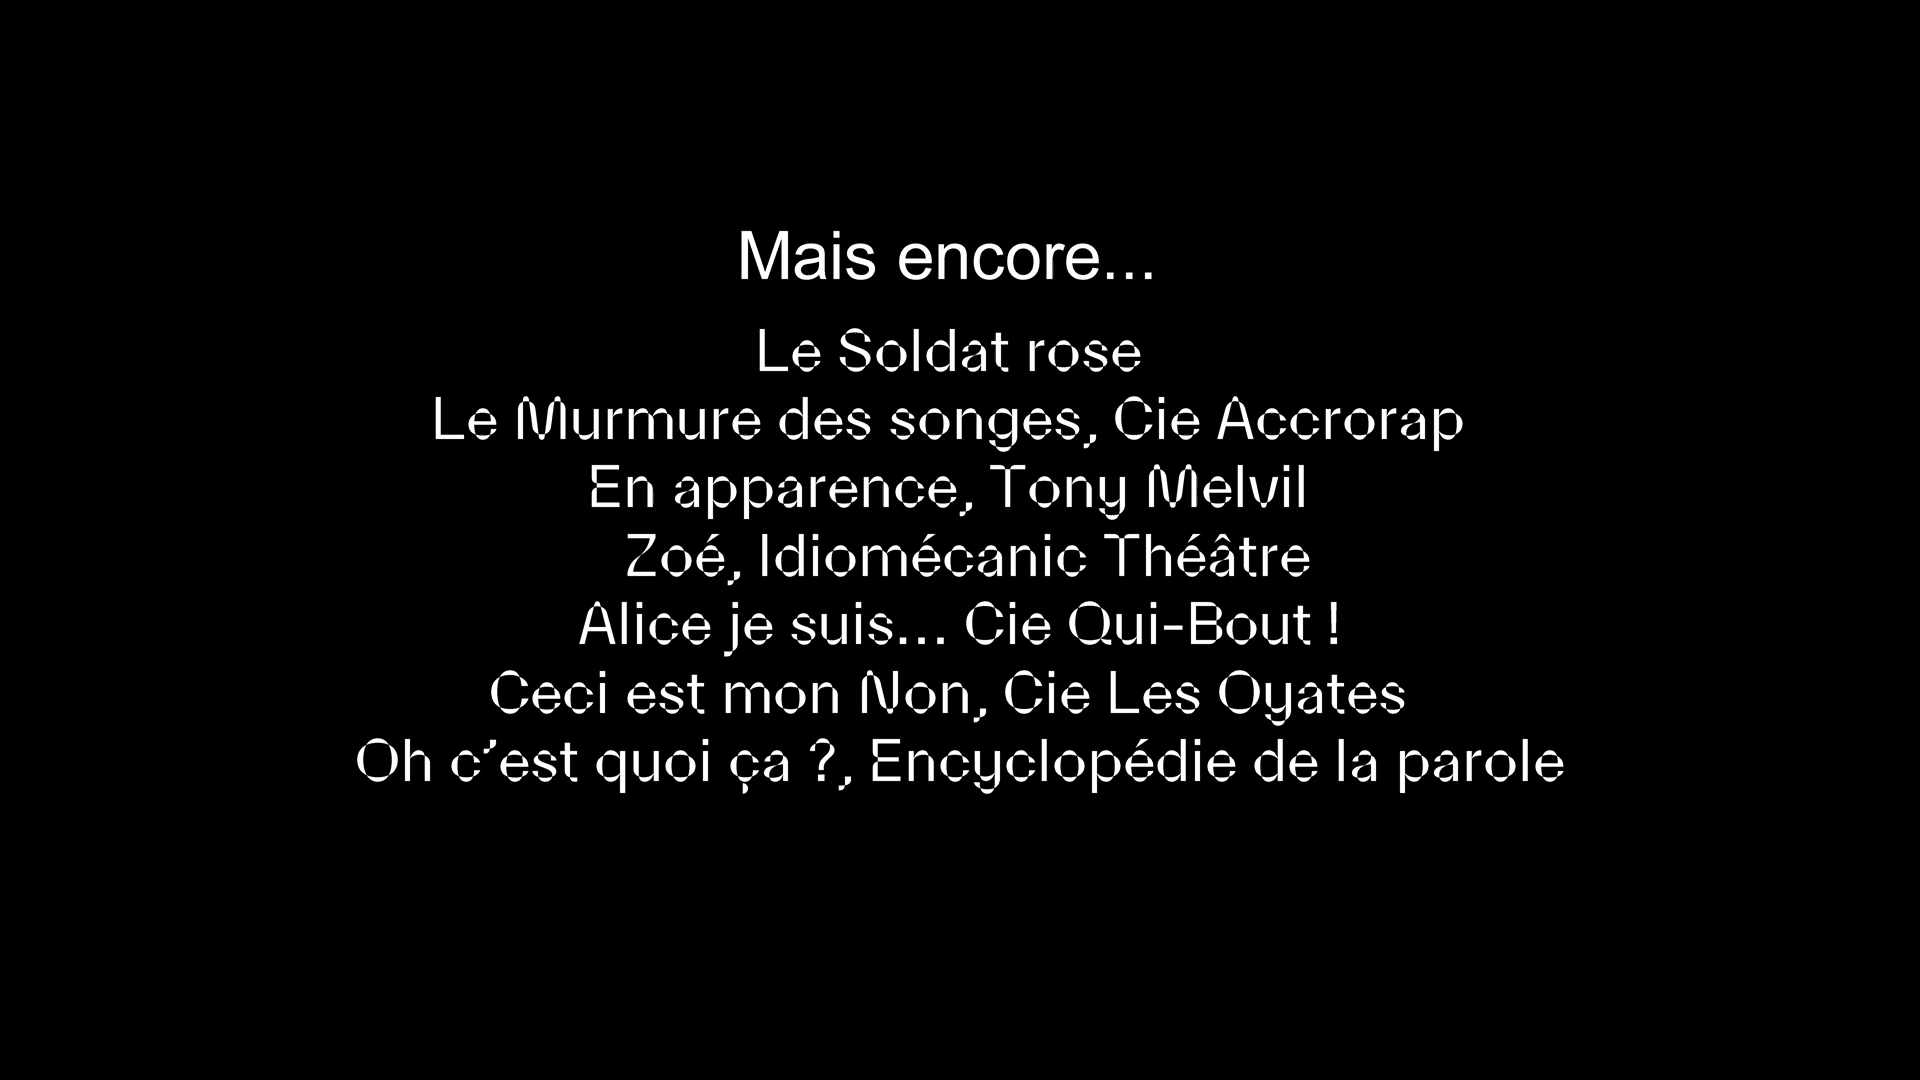 Mais encore...
Le Soldat rose
Le Murmure des songes, Cie Accrorap
En apparence, Tony Melvil
Zoé, Idiomécanic Théâtre
Alice je suis... Cie Qui-Bout !
Ceci est mon Non, Cie Les Oyates
Oh c’est quoi ça ?, Encyclopédie de la parole